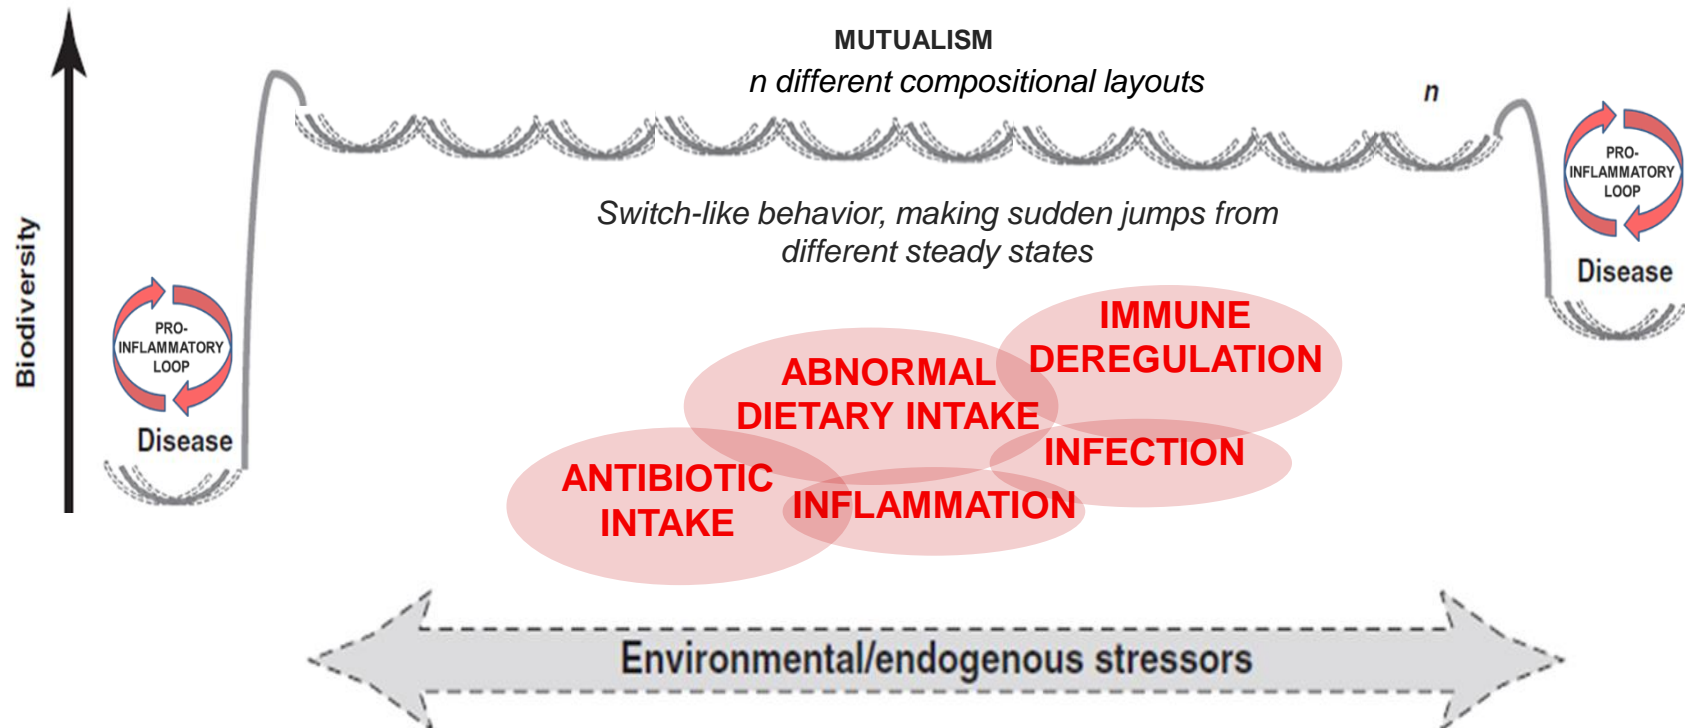 MUTUALISM
n different compositional layouts
n
Switch-like behavior, making sudden jumps from
different steady states
Biodiversity
PRO-
INFLAMMATORY
LOOP
Disease
PRO-
INFLAMMATORY
LOOP
Disease
IMMUNE
DEREGULATION
ABNORMAL
DIETARY INTAKE
INFECTION
ANTIBIOTIC
INTAKE
INFLAMMATION
Environmental/endogenous stressors